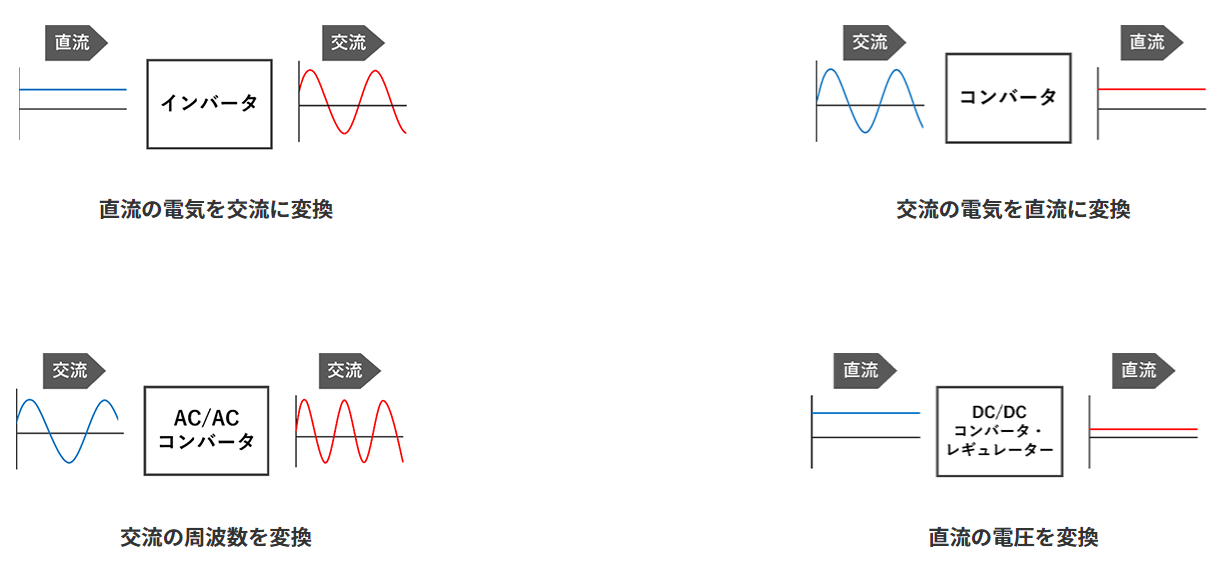 直流
交流
インバータ
直流の電気を交流に変換
交流
直流
コンバータ
交流の電気を直流に変換
交流
交流
AC/AC
コンバータ
交流の周波数を変換
直流
直流
DC/DC
コンバータ・
レギュレーター
直流の電圧を変換